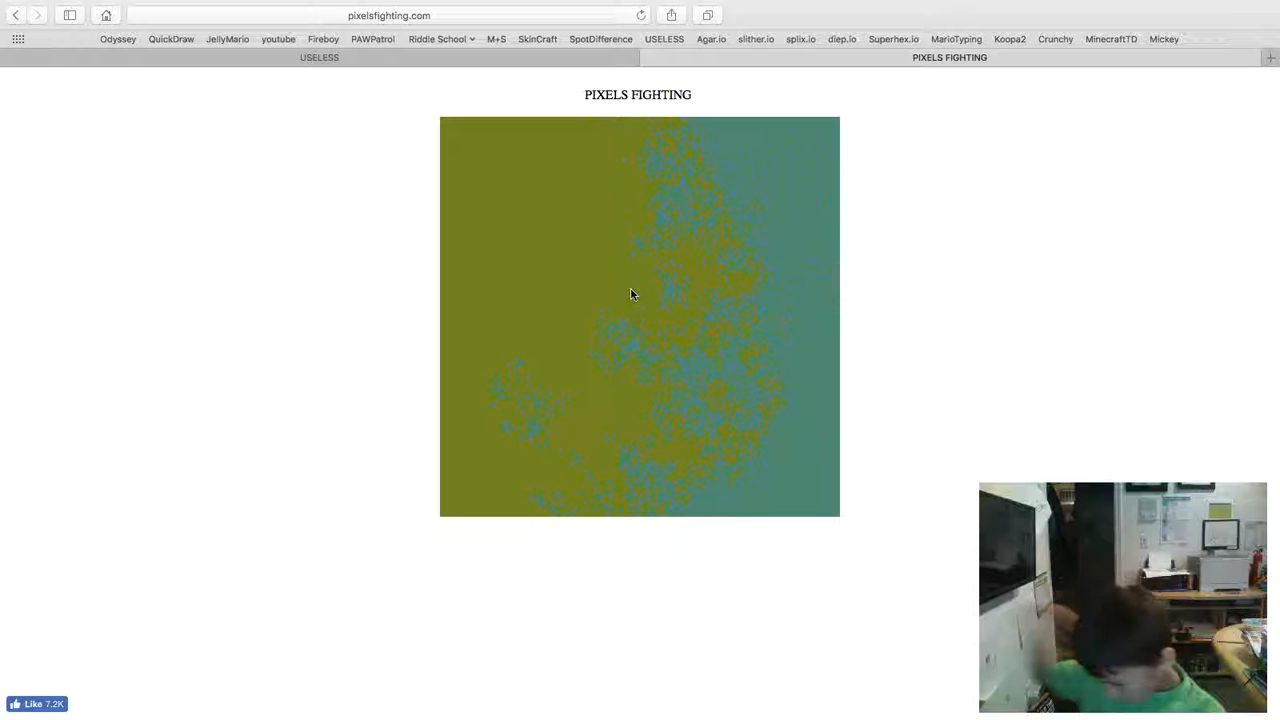 pixelsfighting.com
Odyssey QuickDraw JellyMario youtube Fireboy PAWPatrol Riddle School M+S SkinCraft SpotDifference USELESS Agar.io slither.io splix.io diep.io Superhex.io MarioTyping Koopa2 Crunchy MinecraftTD Mickey
USELESS PIXELS FIGHTING
PIXELS FIGHTING
Like 7.2K